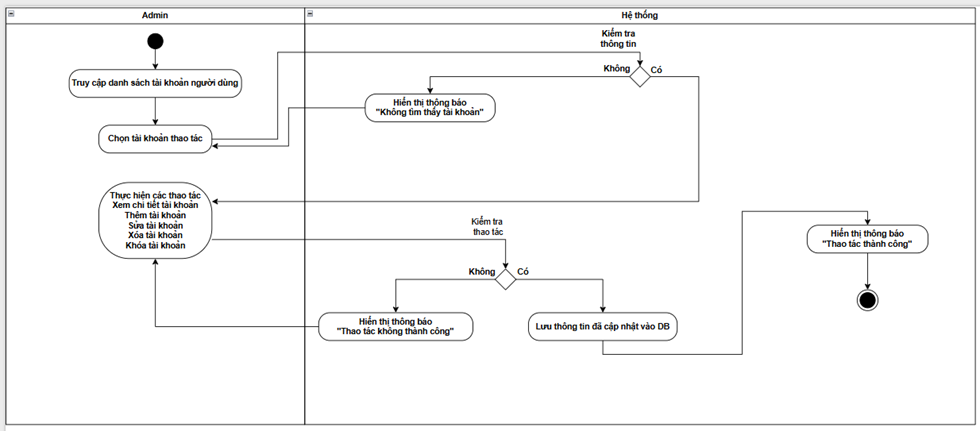 Admin
Hệ thống
Kiểm tra
thông tin
Không
Có
Truy cập danh sách tài khoản người dùng
Hiển thị thông báo
"Không tìm thấy tài khoản"
Chọn tài khoản thao tác
Thực hiện các thao tác
Xem chi tiết tài khoản
Thêm tài khoản
Sửa tài khoản
Xóa tài khoản
Khóa tài khoản
Kiểm tra
thao tác
Hiển thị thông báo
"Thao tác thành công"
Không
Có
Hiển thị thông báo
"Thao tác không thành công"
Lưu thông tin đã cập nhật vào DB